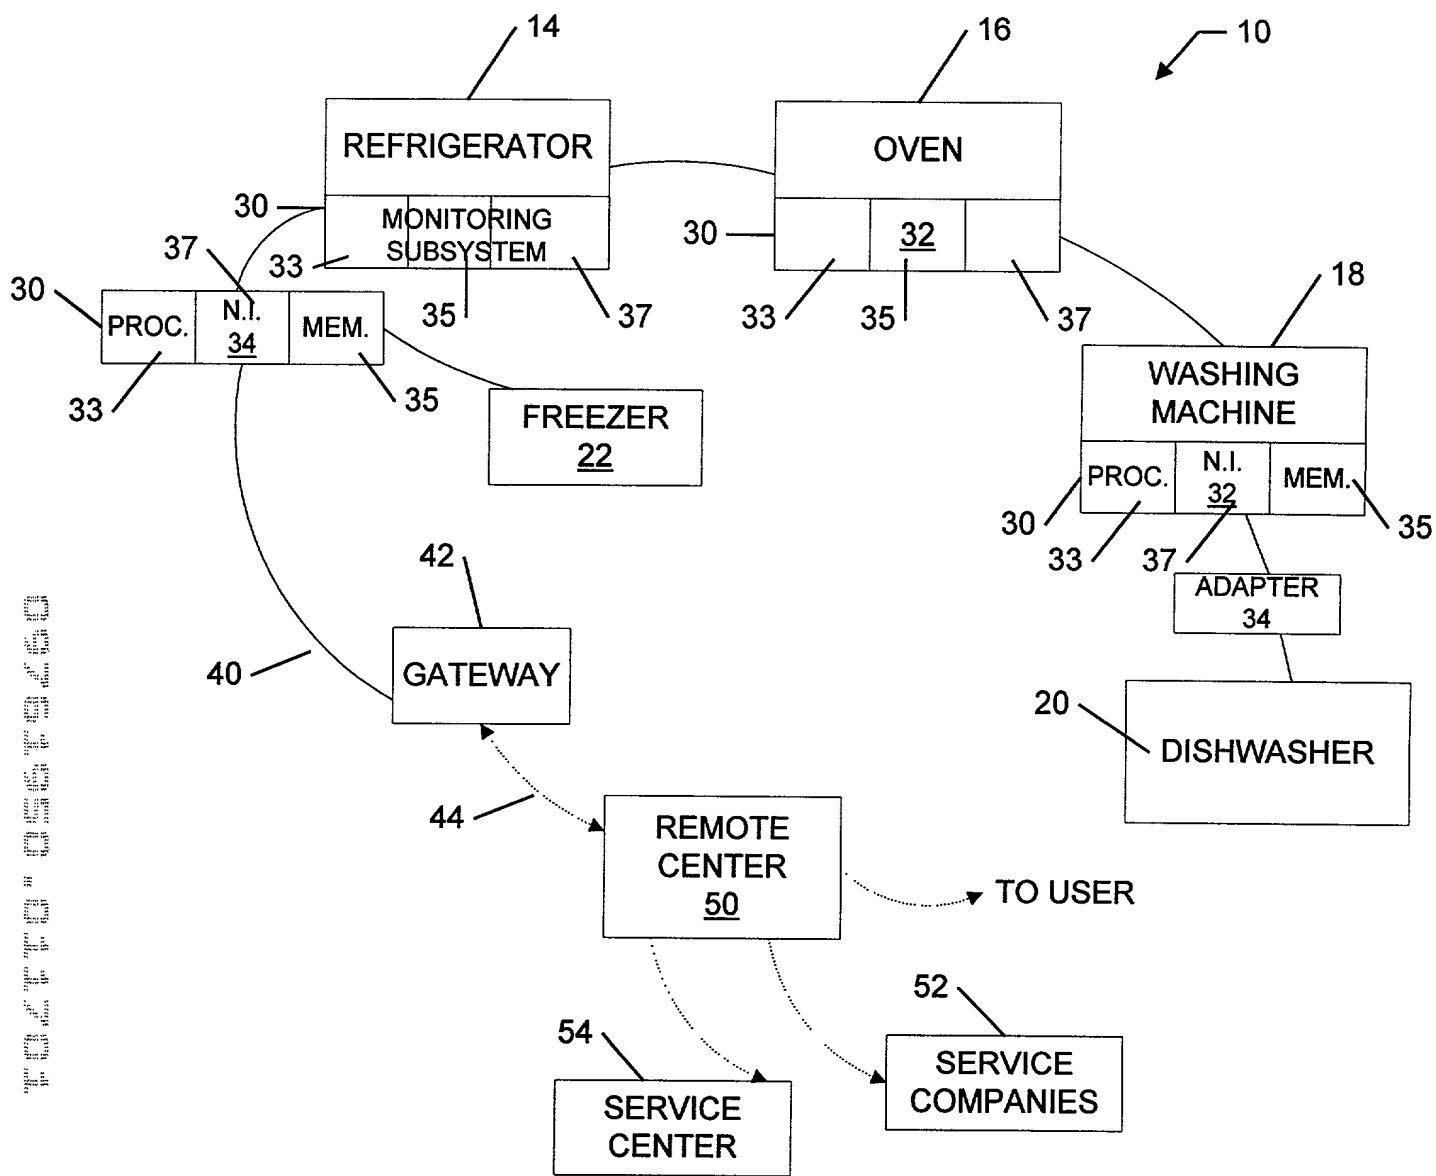 14
16
10
REFRIGERATOR
OVEN
30
MONITORING
SUBSYSTEM
30
32
37
33
18
30
PROC.
N.I.
34
MEM.
35
37
33
35
37
33
35
WASHING
MACHINE
FREEZER
22
PROC.
N.I.
32
MEM.
30
33
37
35
42
ADAPTER
34
GATEWAY
40
20
DISHWASHER
44
REMOTE
CENTER
50
TO USER
52
54
SERVICE
COMPANIES
SERVICE
CENTER